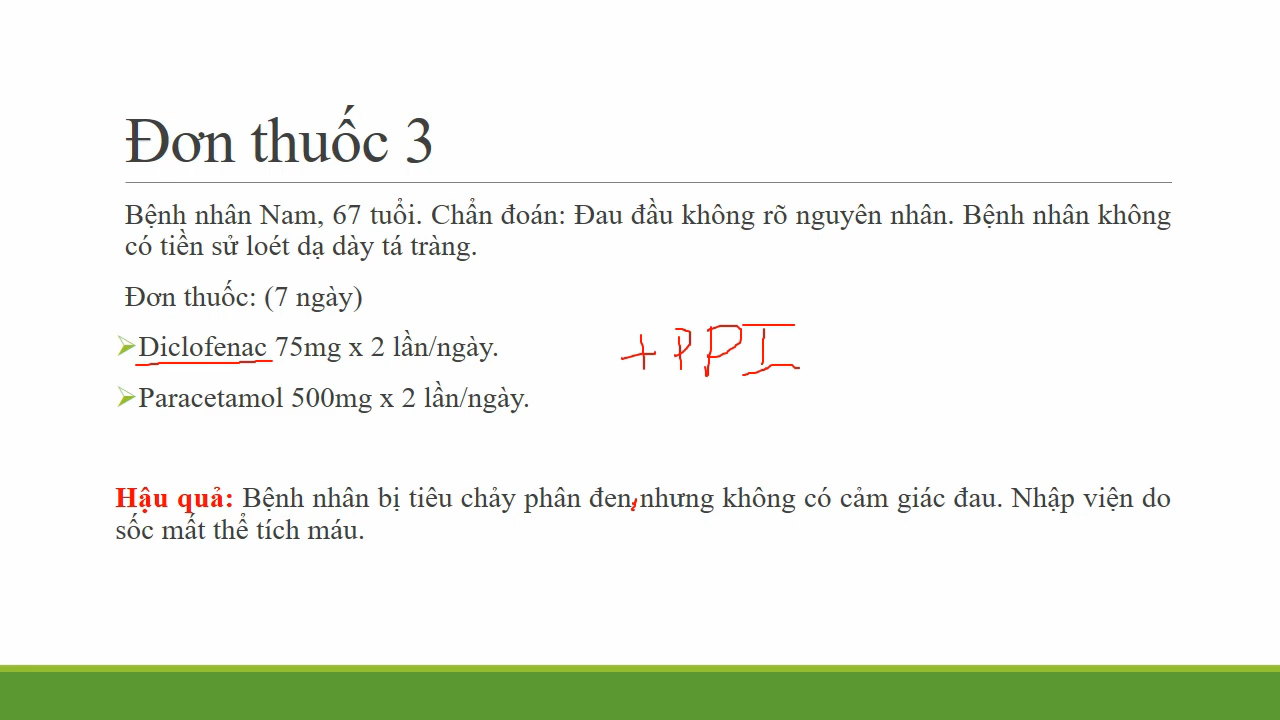 Đơn thuốc 3
Bệnh nhân Nam, 67 tuổi. Chẩn đoán: Đau đầu không rõ nguyên nhân. Bệnh nhân không
có tiền sử loét dạ dày tá tràng.
Đơn thuốc: (7 ngày)
Diclofenac 75mg x 2 lần/ngày.
+ PPI
Paracetamol 500mg x 2 lần/ngày.
Hậu quả: Bệnh nhân bị tiêu chảy phân đen, nhưng không có cảm giác đau. Nhập viện do
sốc mất thể tích máu.